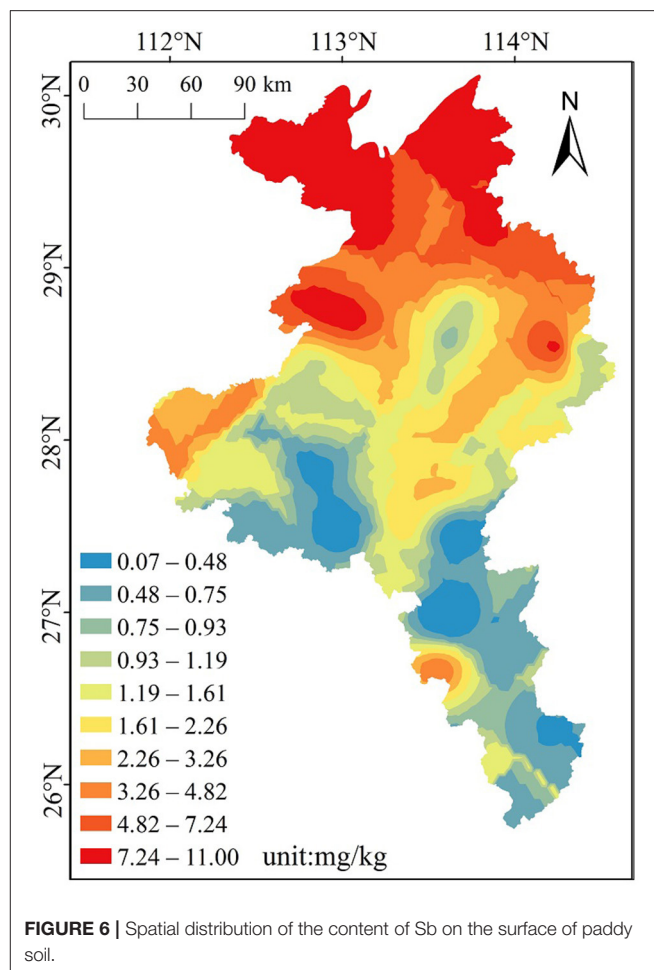 112°N 113°N 114°N
0 30 60 90 km
N
30°N
29°N
28°N
27°N
26°N
0.07 – 0.48
0.48 – 0.75
0.75 – 0.93
0.93 – 1.19
1.19 – 1.61
1.61 – 2.26
2.26 – 3.26
3.26 – 4.82
4.82 – 7.24
7.24 – 11.00 unit:mg/kg
FIGURE 6 | Spatial distribution of the content of Sb on the surface of paddy
soil.